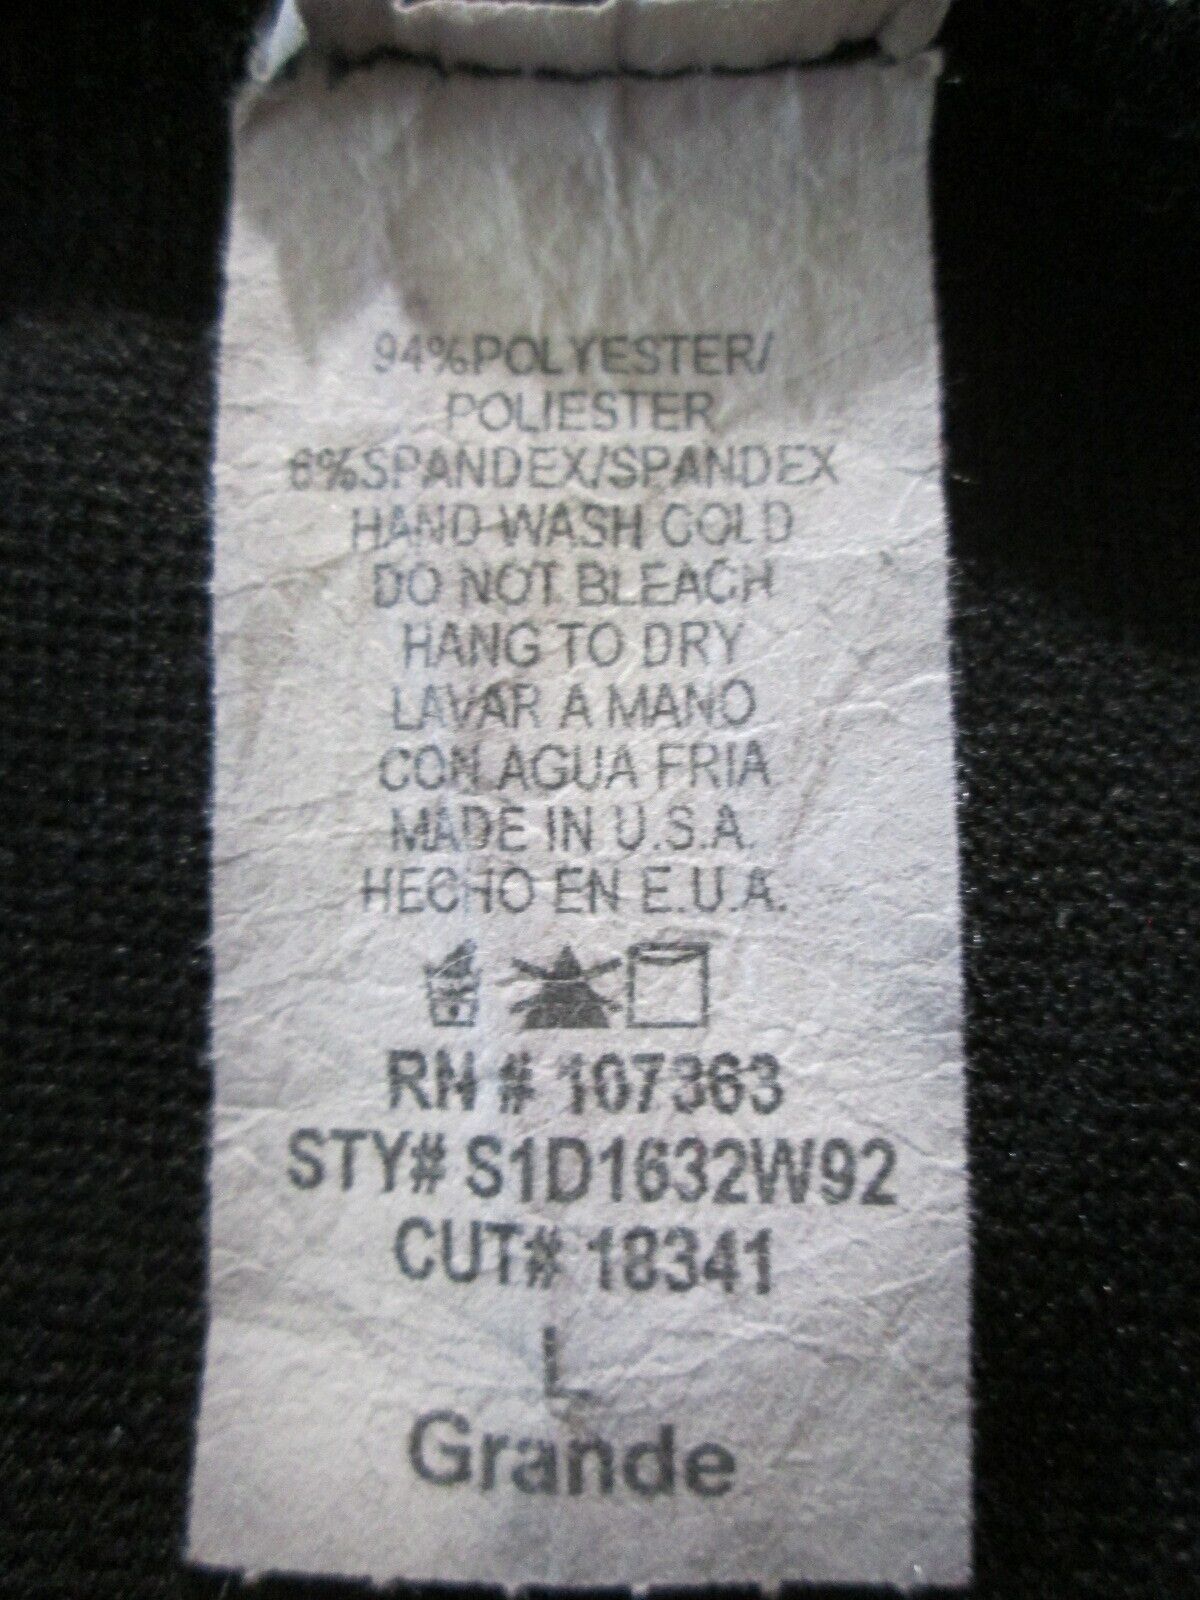 94%POLYESTER/
POLIESTER
6%SPANDEX/SPANDEX
HAND WASH COLD
DO NOT BLEACH
HANG TO DRY
LAVAR A MANO
CON AGUA FRIA
MADE IN U.S.A.
HECHO EN E.U.A.
RN # 107363
STY# S1D1632W92
CUT# 18341
L
Grande